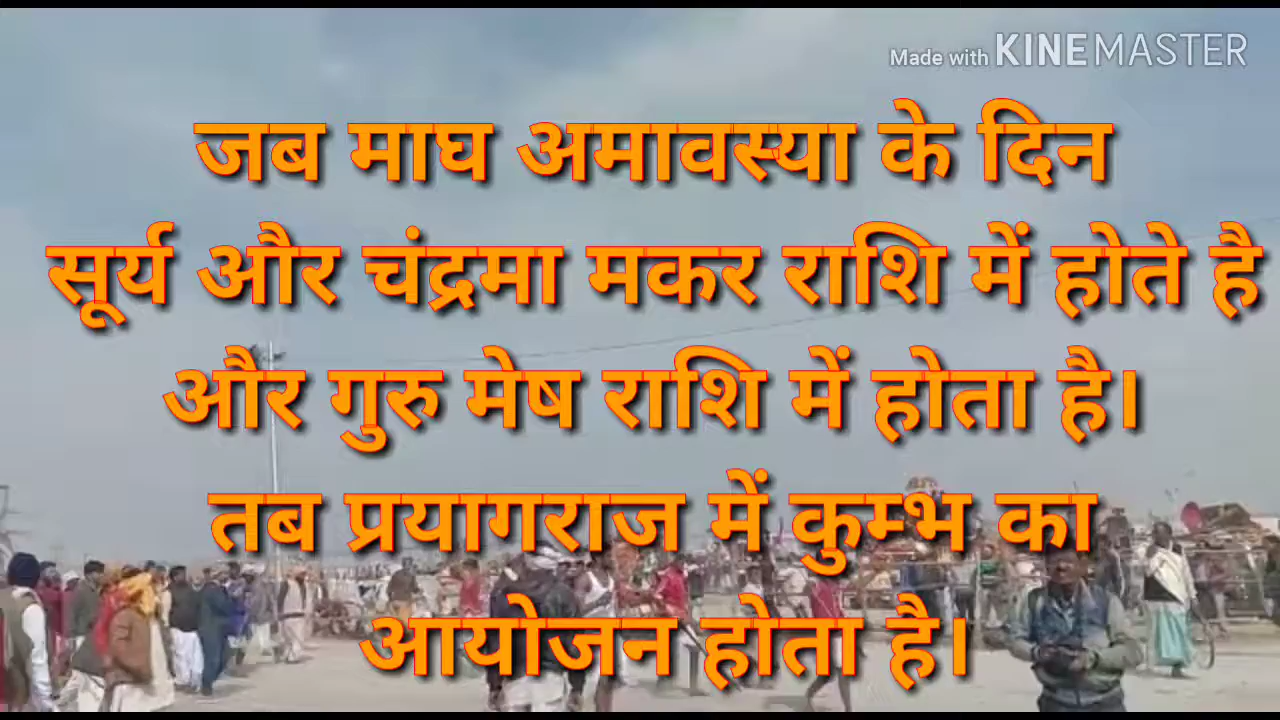 Made with KINEMASTER
जब माघ अमावस्या के दिन
सूर्य और चंद्रमा मकर राशि में होते है
और गुरु मेष राशि में होता है।
तब प्रयागराज में कुम्भ का
आयोजन होता है।